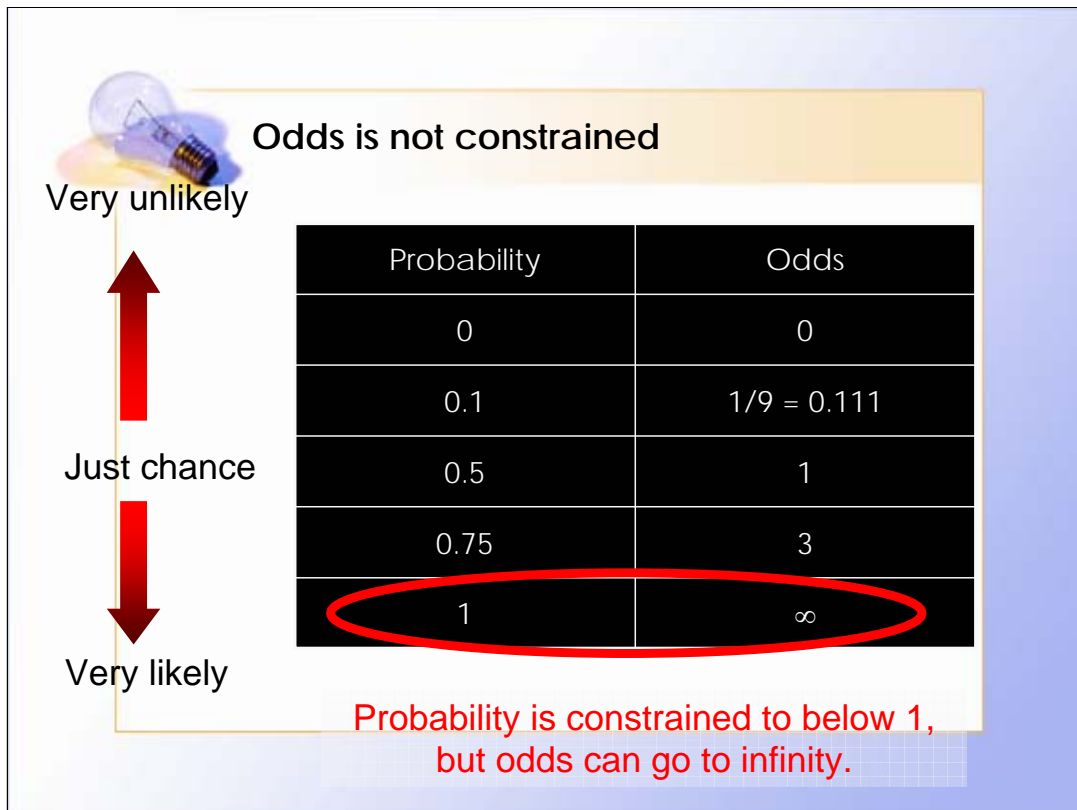 Odds is not constrained
Very unlikely
Probability Odds
0 0
0.1 1/9 = 0.111
Just chance
0.5 1
0.75 3
1 ∞
Very likely
Probability is constrained to below 1,
but odds can go to infinity.